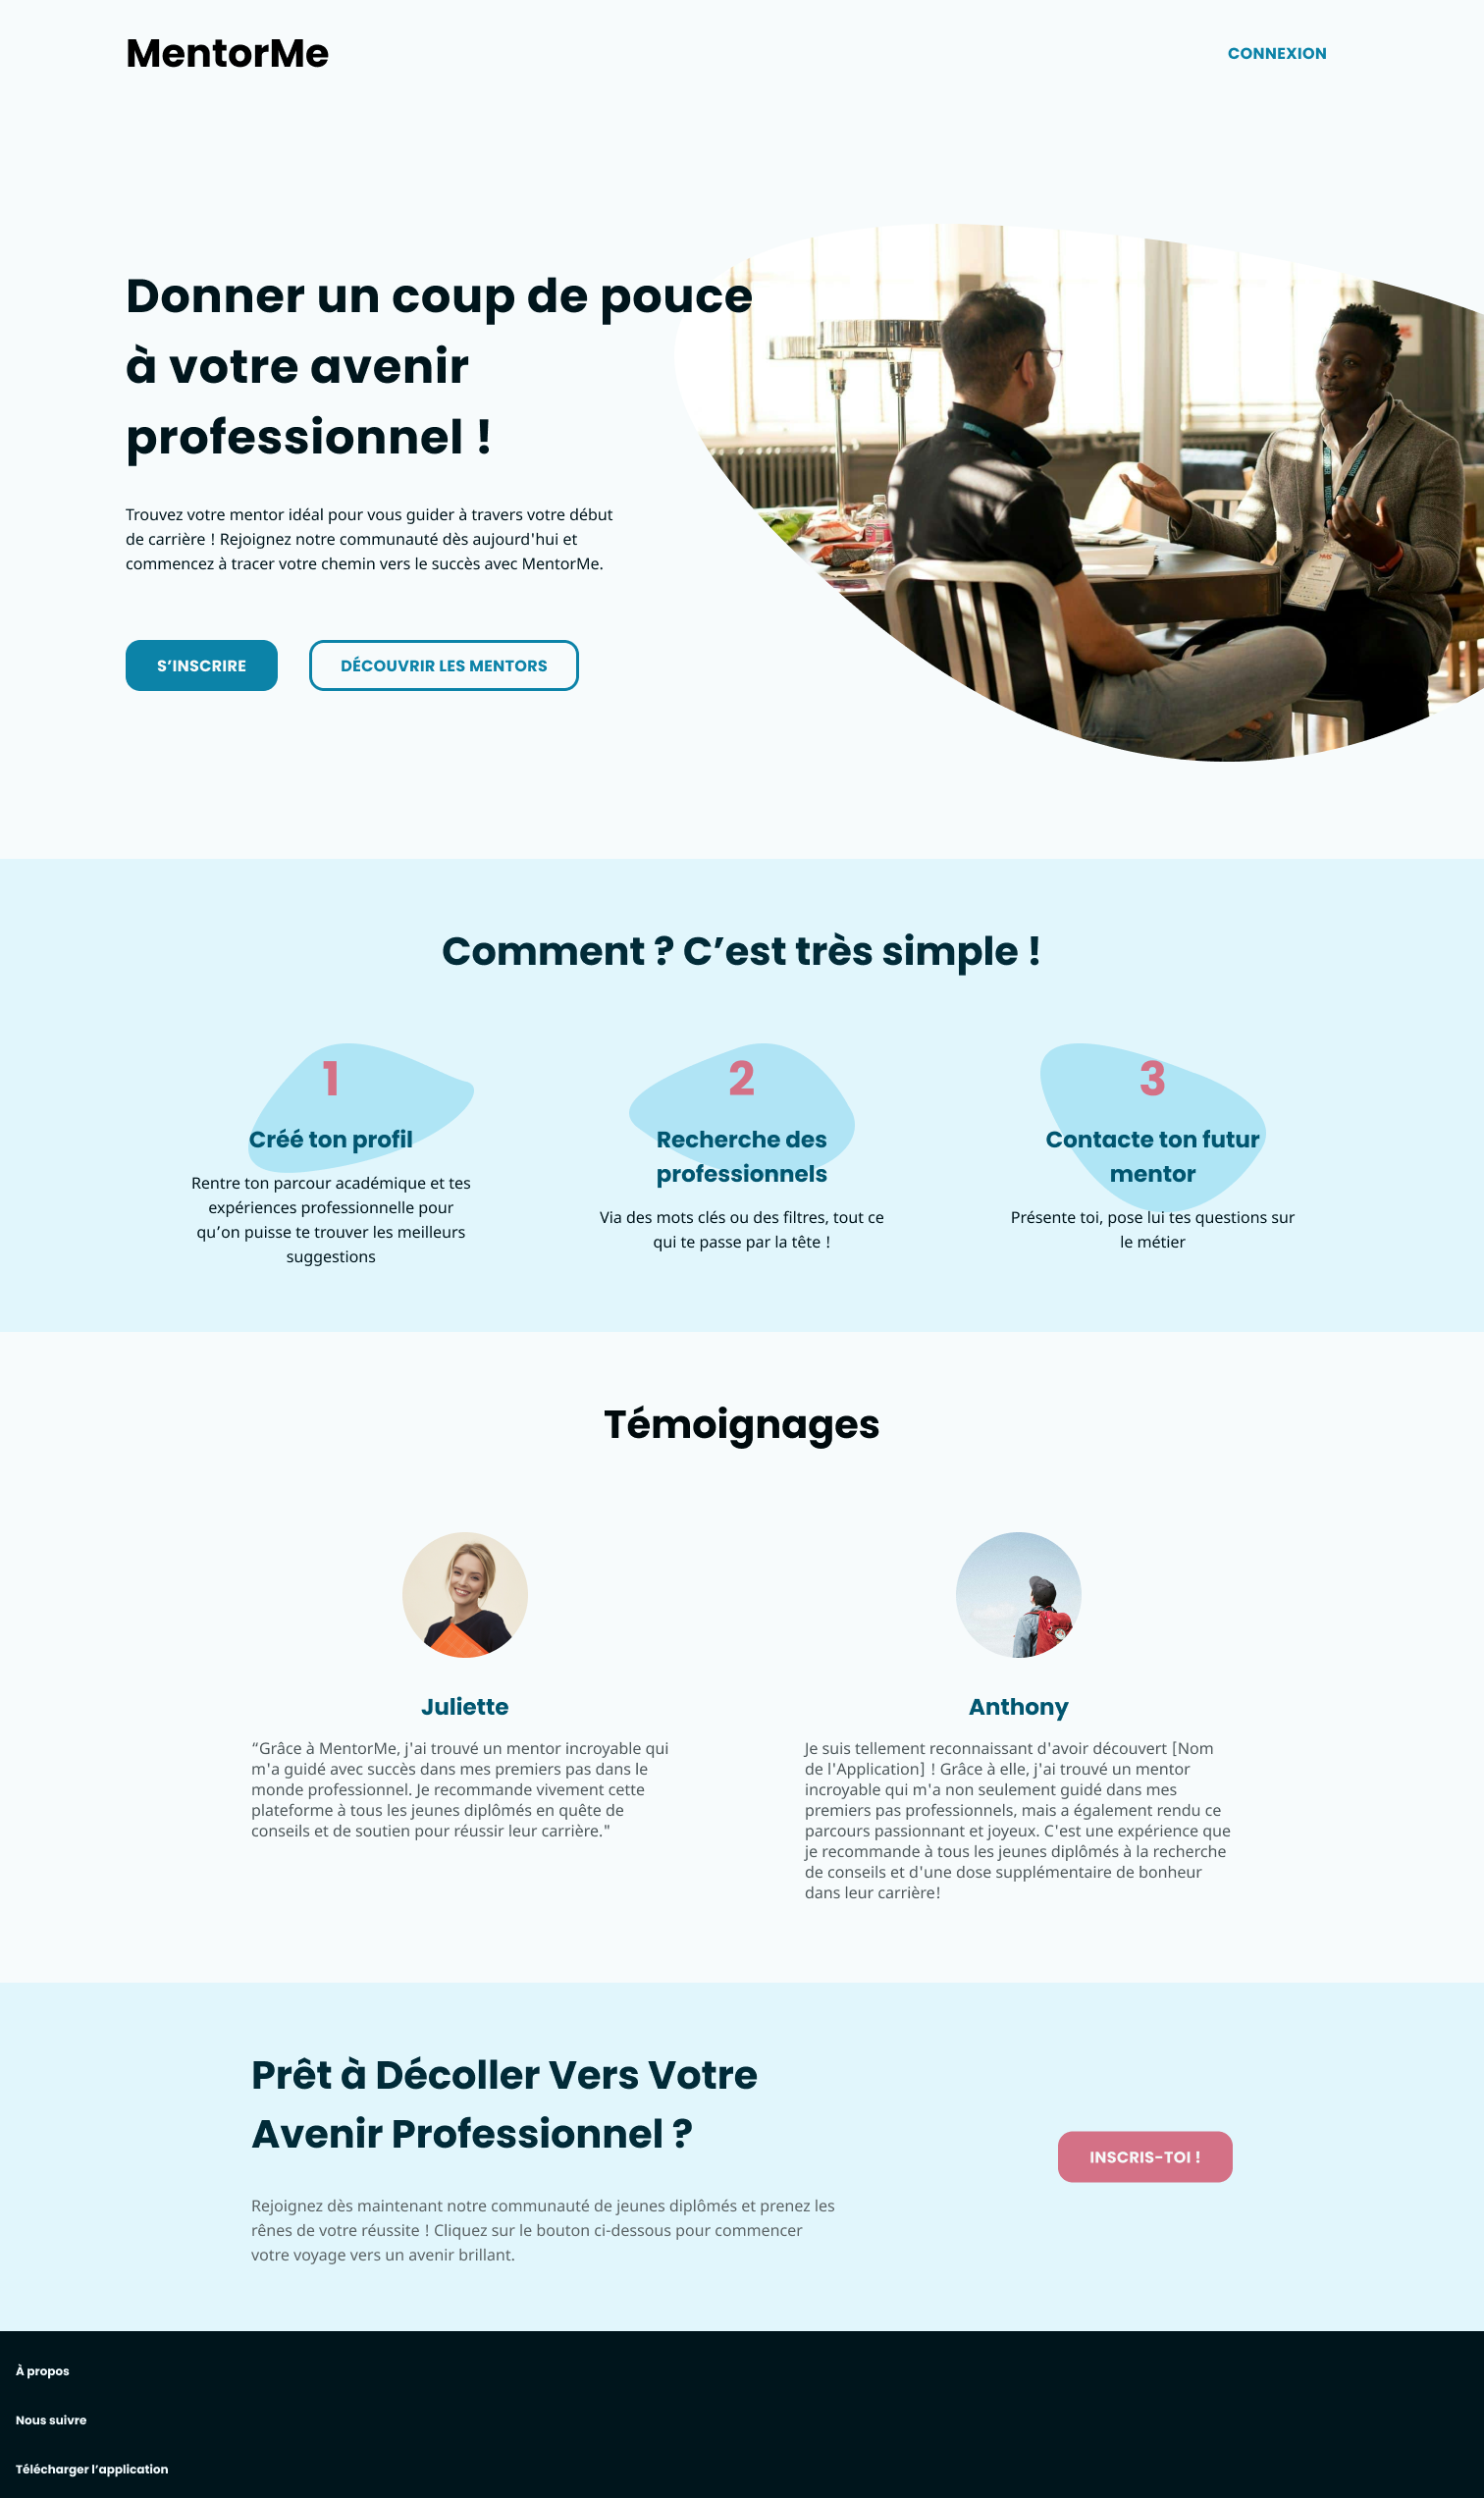 MentorMe
CONNEXION
Donner un coup de pouce
à votre avenir
professionnel !
Trouvez votre mentor idéal pour vous guider à travers votre début
de carrière ! Rejoignez notre communauté dès aujourd'hui et
commencez à tracer votre chemin vers le succès avec MentorMe.
S’INSCRIRE
DÉCOUVRIR LES MENTORS
Comment ? C’est très simple !
1
Créé ton profil
Rentre ton parcour académique et tes
expériences professionnelle pour
qu’on puisse te trouver les meilleurs
suggestions
2
Recherche des
professionnels
Via des mots clés ou des filtres, tout ce
qui te passe par la tête !
3
Contacte ton futur
mentor
Présente toi, pose lui tes questions sur
le métier
Témoignages
Juliette
“Grâce à MentorMe, j'ai trouvé un mentor incroyable qui
m'a guidé avec succès dans mes premiers pas dans le
monde professionnel. Je recommande vivement cette
plateforme à tous les jeunes diplômés en quête de
conseils et de soutien pour réussir leur carrière."
Anthony
Je suis tellement reconnaissant d'avoir découvert [Nom
de l'Application] ! Grâce à elle, j'ai trouvé un mentor
incroyable qui m'a non seulement guidé dans mes
premiers pas professionnels, mais a également rendu ce
parcours passionnant et joyeux. C'est une expérience que
je recommande à tous les jeunes diplômés à la recherche
de conseils et d'une dose supplémentaire de bonheur
dans leur carrière!
Prêt à Décoller Vers Votre
Avenir Professionnel ?
Rejoignez dès maintenant notre communauté de jeunes diplômés et prenez les
rênes de votre réussite ! Cliquez sur le bouton ci-dessous pour commencer
votre voyage vers un avenir brillant.
INSCRIS-TOI !
À propos
Nous suivre
Télécharger l’application